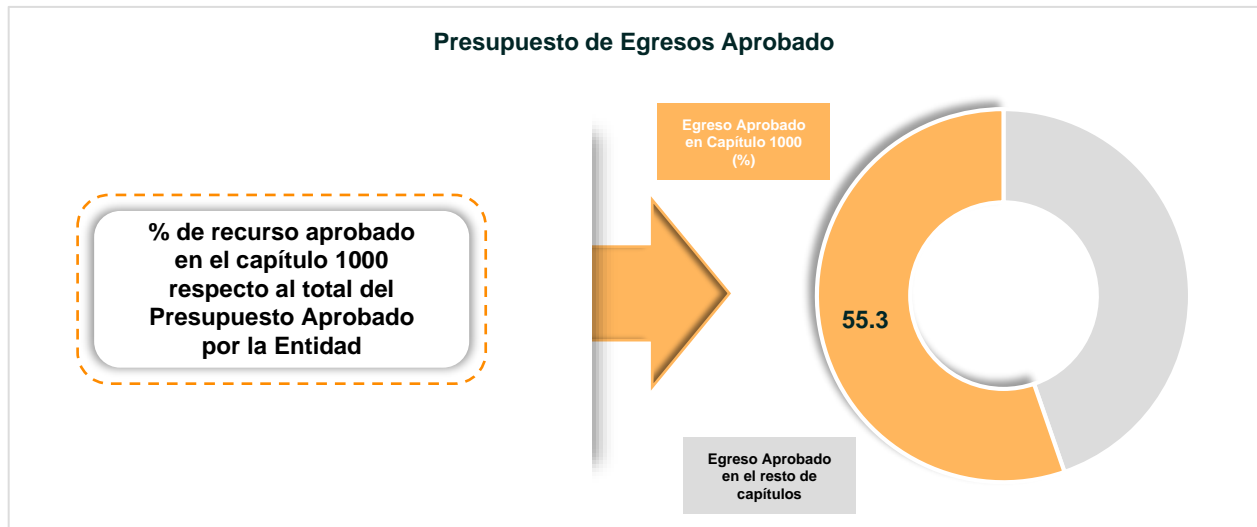 Presupuesto de Egresos Aprobado
Egreso Aprobado
en Capítulo 1000
(%)
% de recurso aprobado
en el capítulo 1000
respecto al total del
Presupuesto Aprobado
por la Entidad
55.3
Egreso Aprobado
en el resto de
capítulos